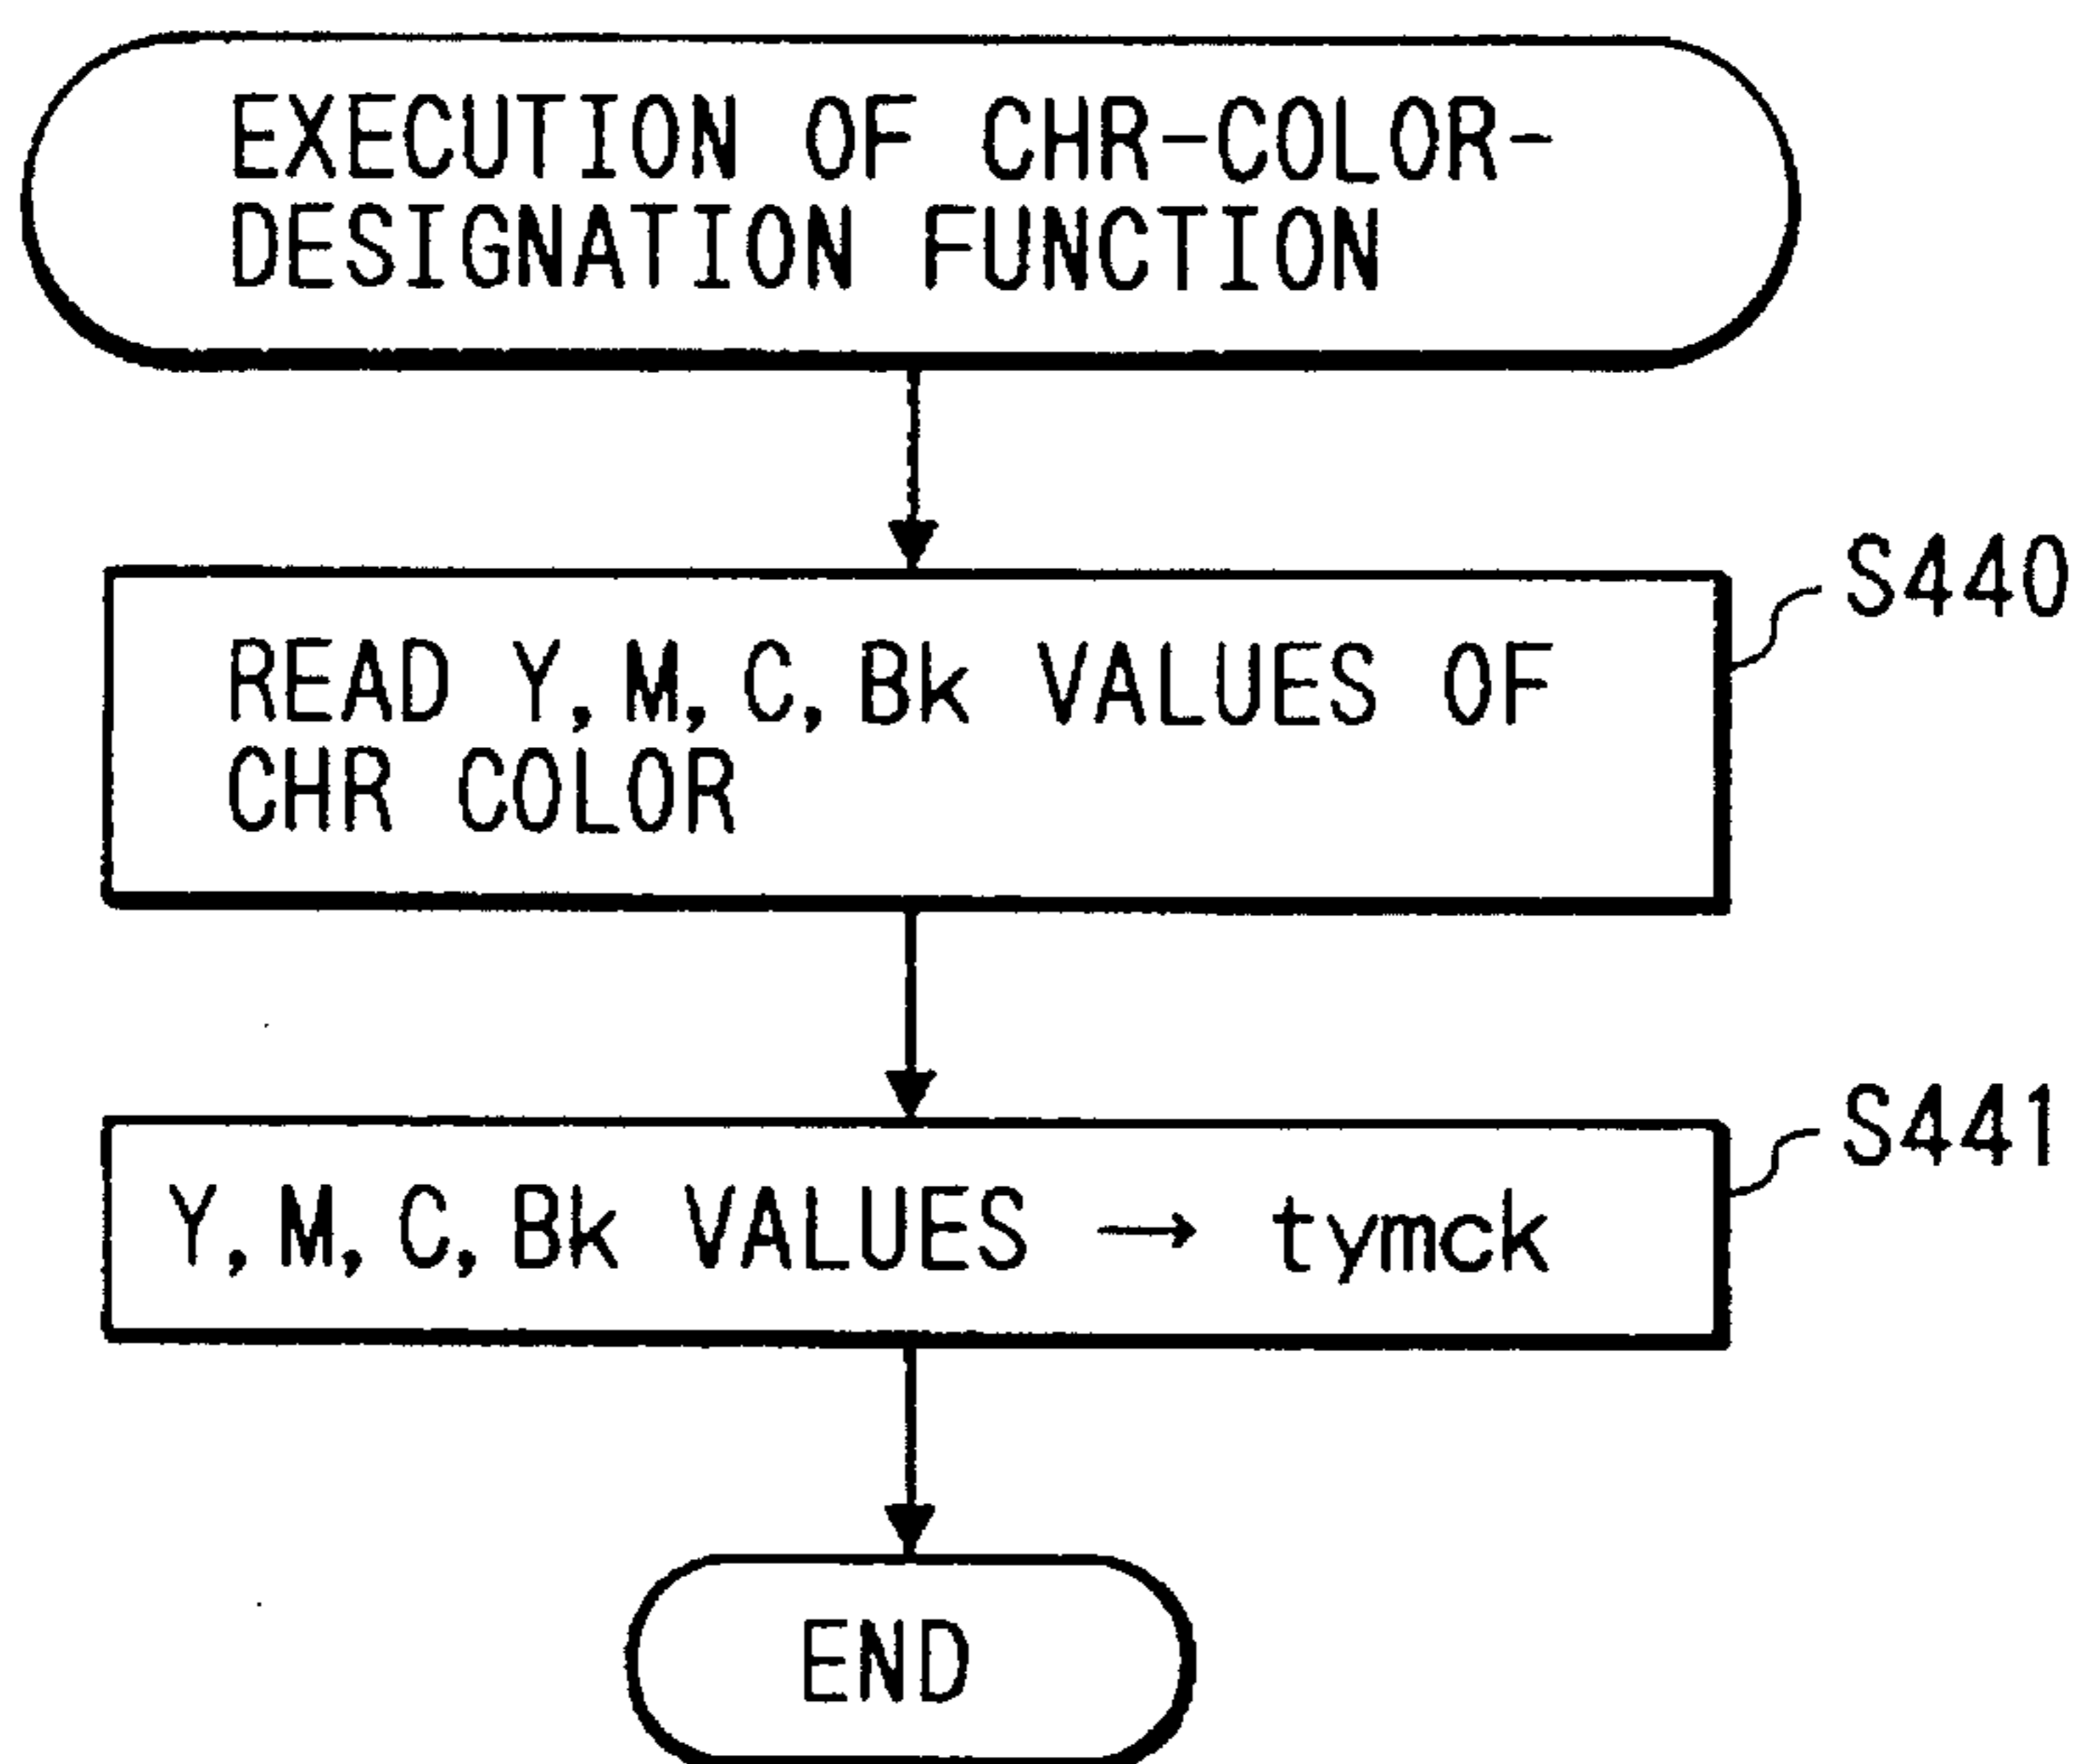 EXECUTION OF CHR-COLOR-
DESIGNATION FUNCTION
S440
READ Y, M, C, Bk VALUES OF
CHR COLOR
S441
Y, M, C, Bk VALUES → tymck
END